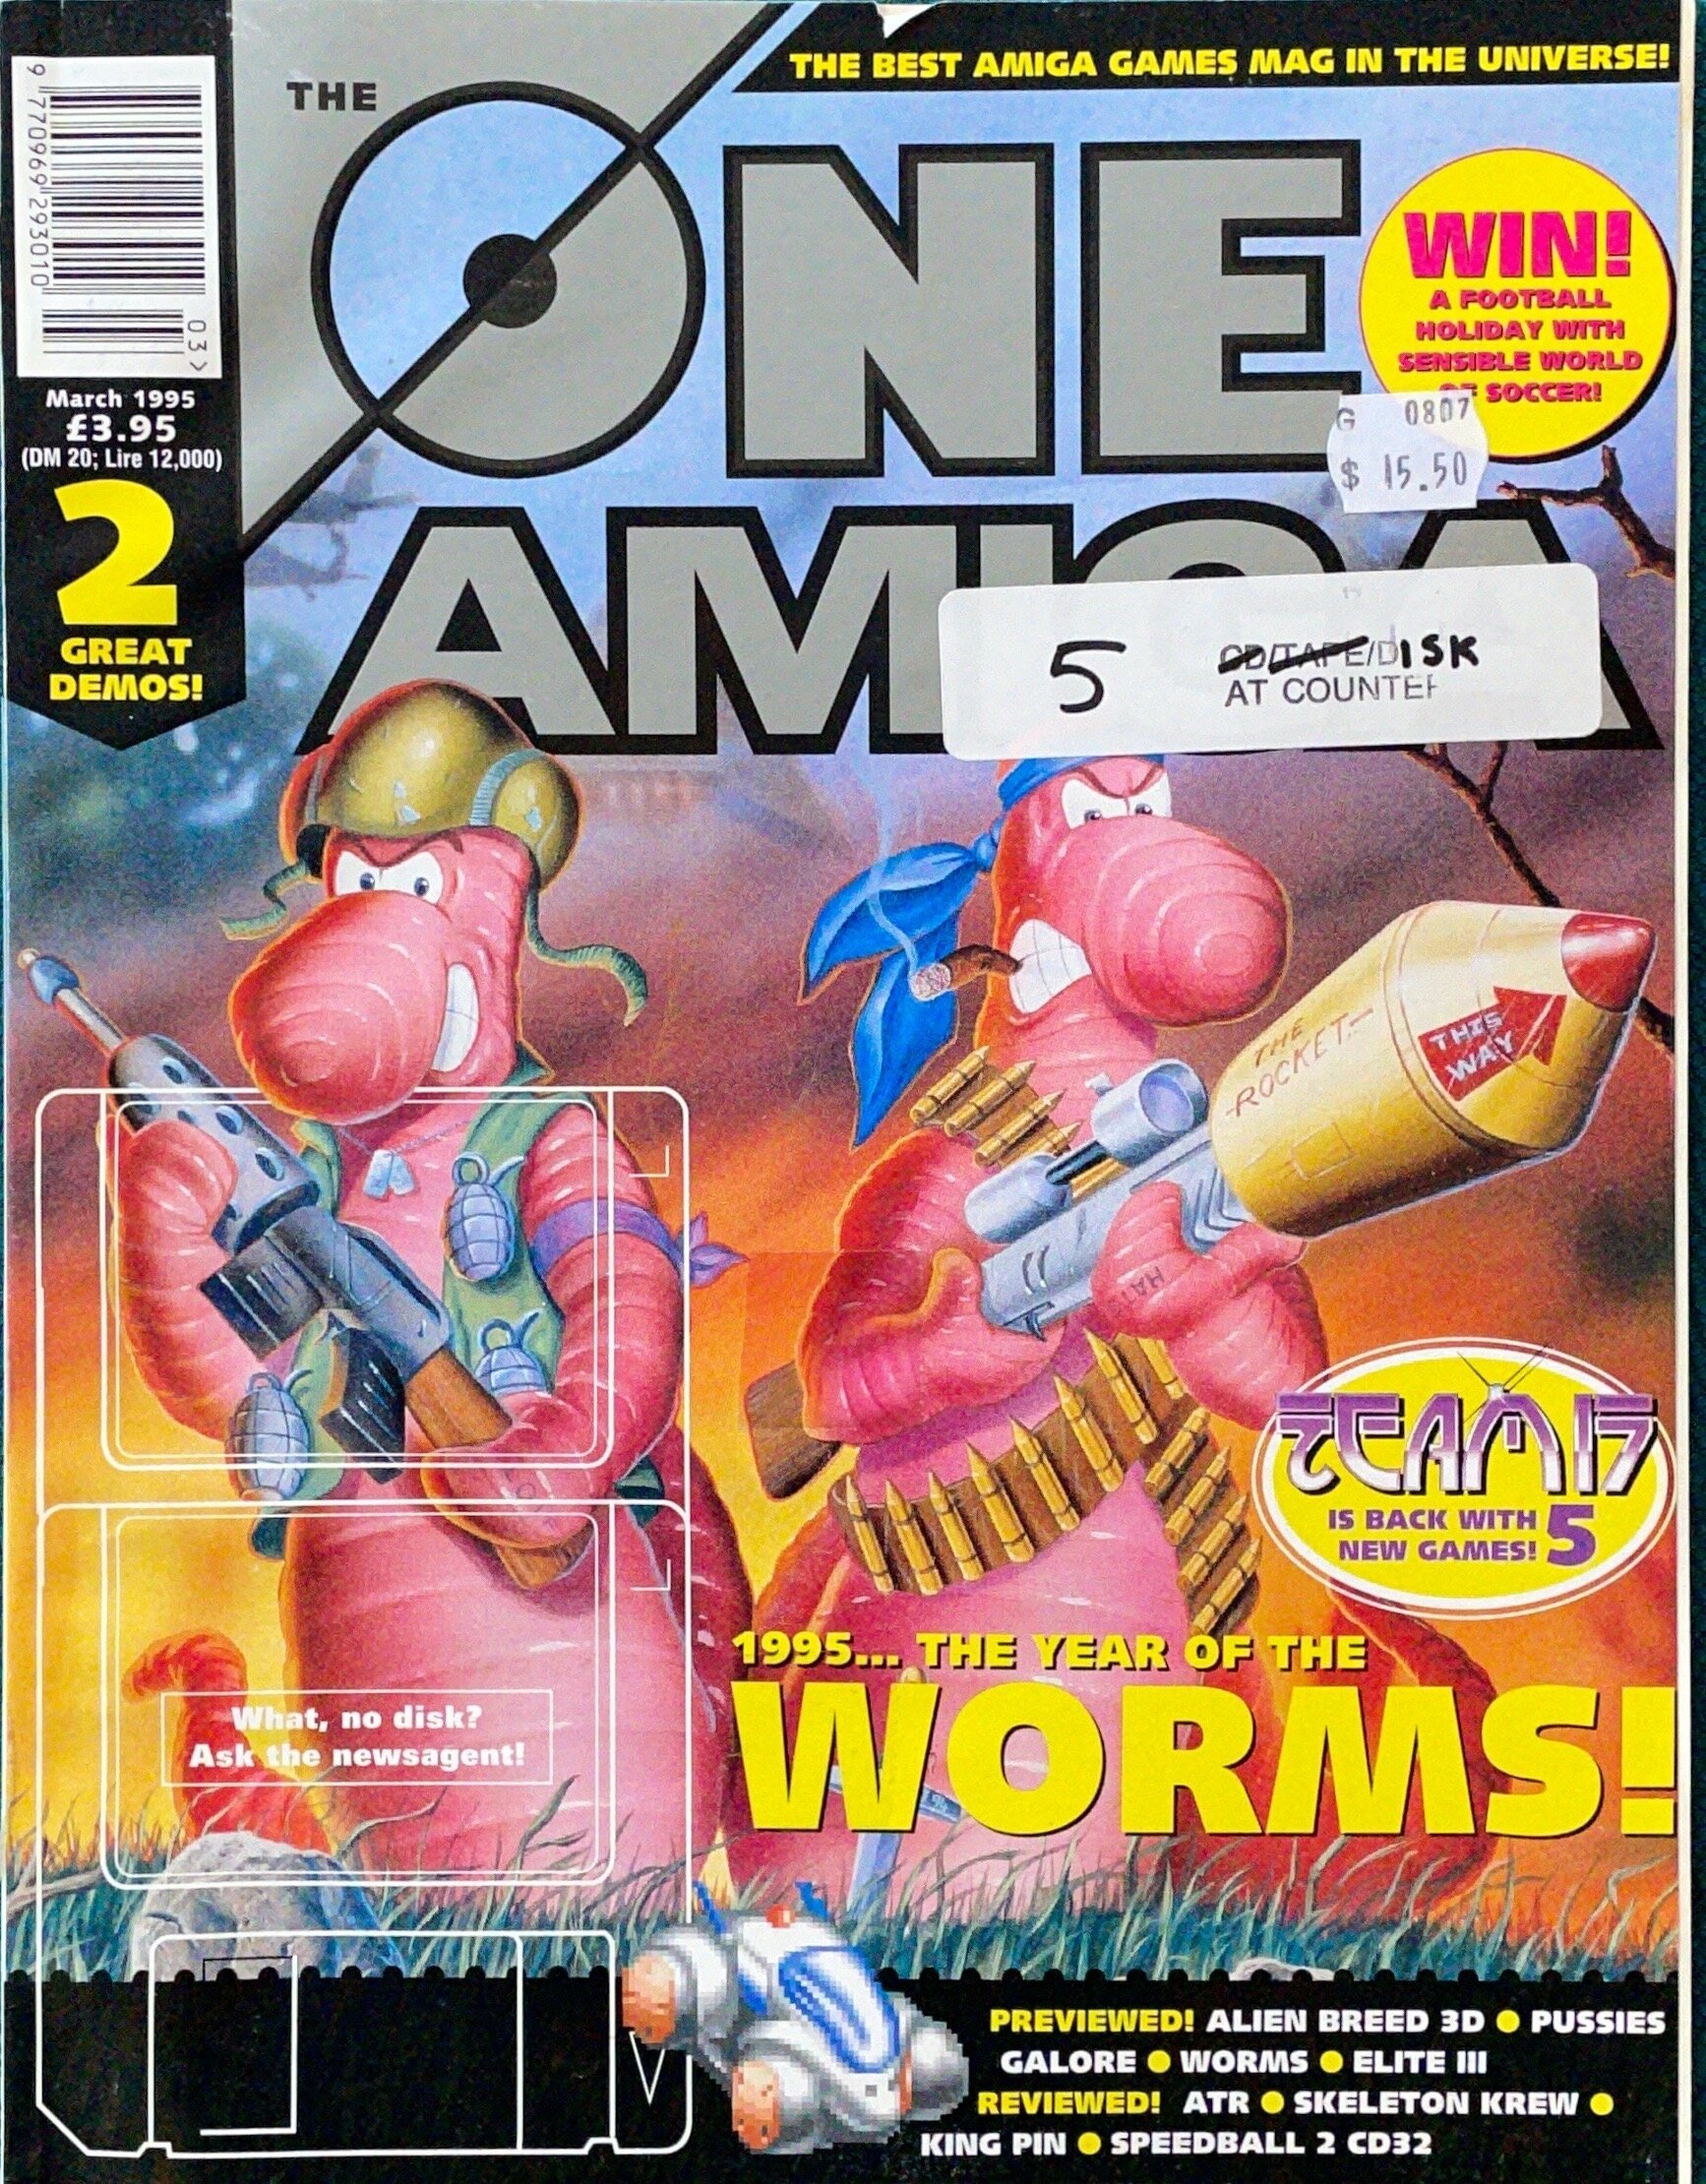 THE BEST AMIGA GAMES MAG IN THE UNIVERSE!
THE
ONE
AMIGA
9 770969 293010
03>
March 1995
£3.95
(DM 20; Lire 12,000)
2
GREAT
DEMOS!
WIN!
A FOOTBALL
HOLIDAY WITH
SENSIBLE WORLD
OF SOCCER!
G 0807
$ 15.50
5 CD/TAPE/DISK
AT COUNTER
THE
ROCKET
THIS
WAY
TEAM 17
IS BACK WITH 5
NEW GAMES!
1995... THE YEAR OF THE
WORMS!
What, no disk?
Ask the newsagent!
PREVIEWED! ALIEN BREED 3D ● PUSSIES
GALORE ● WORMS ● ELITE III
REVIEWED! ATR ● SKELETON KREW ●
KING PIN ● SPEEDBALL 2 CD32